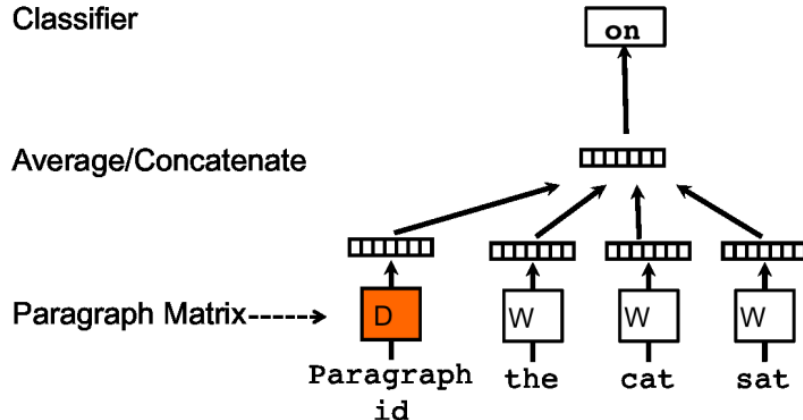 Classifier
on
Average/Concatenate
Paragraph Matrix----->
D
W
W
W
Paragraph
id
the
cat
sat